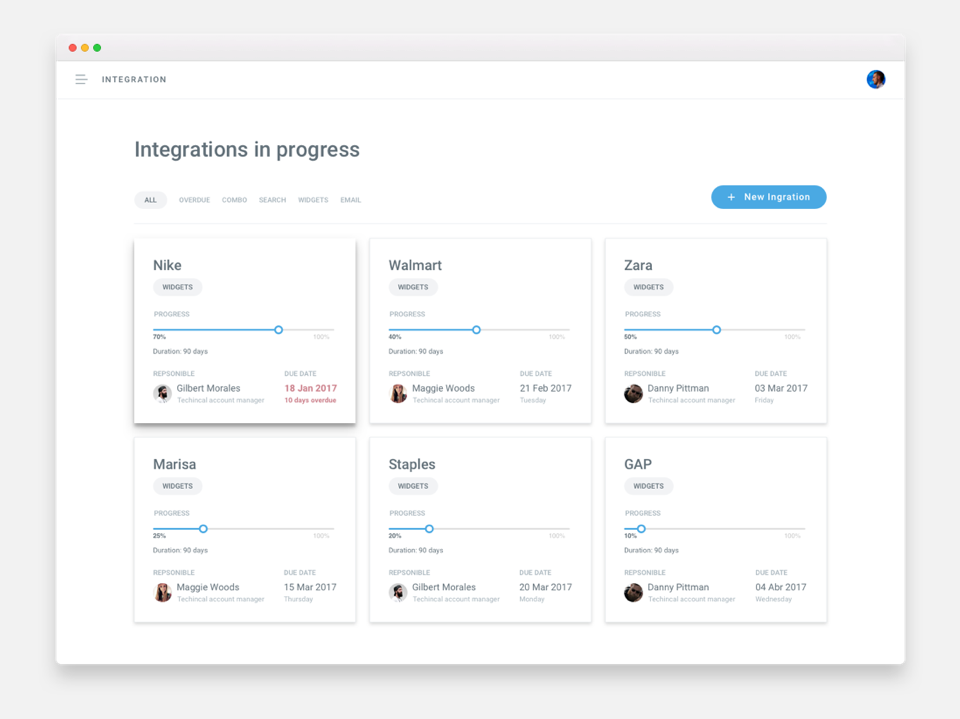 INTEGRATION
Integrations in progress
ALL OVERDUE COMBO SEARCH WIDGETS EMAIL
+ New Ingration
Nike
WIDGETS
PROGRESS
70% 100%
Duration: 90 days
REPSONIBLE DUE DATE
Gilbert Morales 18 Jan 2017
Techincal account manager 10 days overdue
Walmart
WIDGETS
PROGRESS
40% 100%
Duration: 90 days
REPSONIBLE DUE DATE
Maggie Woods 21 Feb 2017
Techincal account manager Tuesday
Zara
WIDGETS
PROGRESS
50% 100%
Duration: 90 days
REPSONIBLE DUE DATE
Danny Pittman 03 Mar 2017
Techincal account manager Friday
Marisa
WIDGETS
PROGRESS
25% 100%
Duration: 90 days
REPSONIBLE DUE DATE
Maggie Woods 15 Mar 2017
Techincal account manager Thursday
Staples
WIDGETS
PROGRESS
20% 100%
Duration: 90 days
REPSONIBLE DUE DATE
Gilbert Morales 20 Mar 2017
Techincal account manager Monday
GAP
WIDGETS
PROGRESS
10% 100%
Duration: 90 days
REPSONIBLE DUE DATE
Danny Pittman 04 Abr 2017
Techincal account manager Wednesday